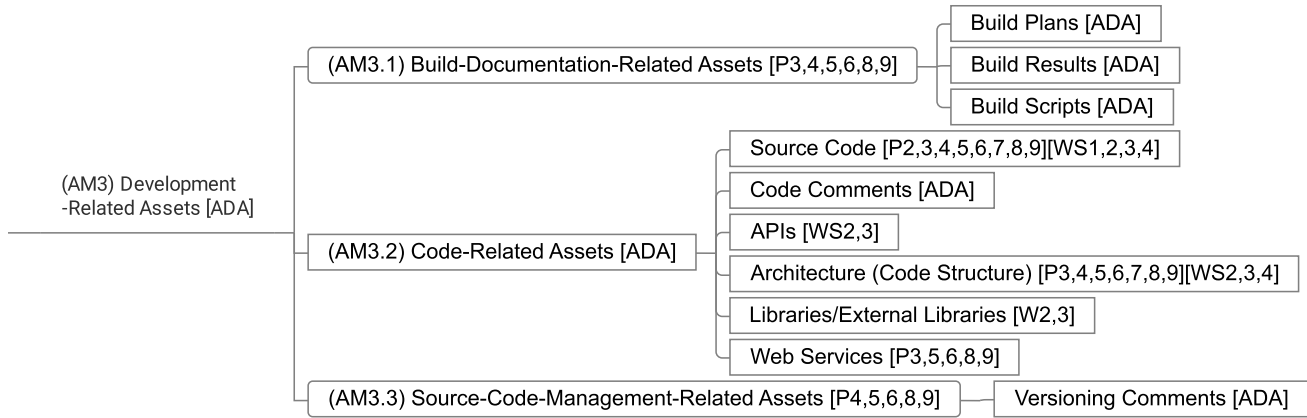 (AM3) Development
-Related Assets [ADA]
(AM3.1) Build-Documentation-Related Assets [P3,4,5,6,8,9]
Build Plans [ADA]
Build Results [ADA]
Build Scripts [ADA]
(AM3.2) Code-Related Assets [ADA]
Source Code [P2,3,4,5,6,7,8,9][WS1,2,3,4]
Code Comments [ADA]
APIs [WS2,3]
Architecture (Code Structure) [P3,4,5,6,7,8,9][WS2,3,4]
Libraries/External Libraries [W2,3]
Web Services [P3,5,6,8,9]
(AM3.3) Source-Code-Management-Related Assets [P4,5,6,8,9]
Versioning Comments [ADA]